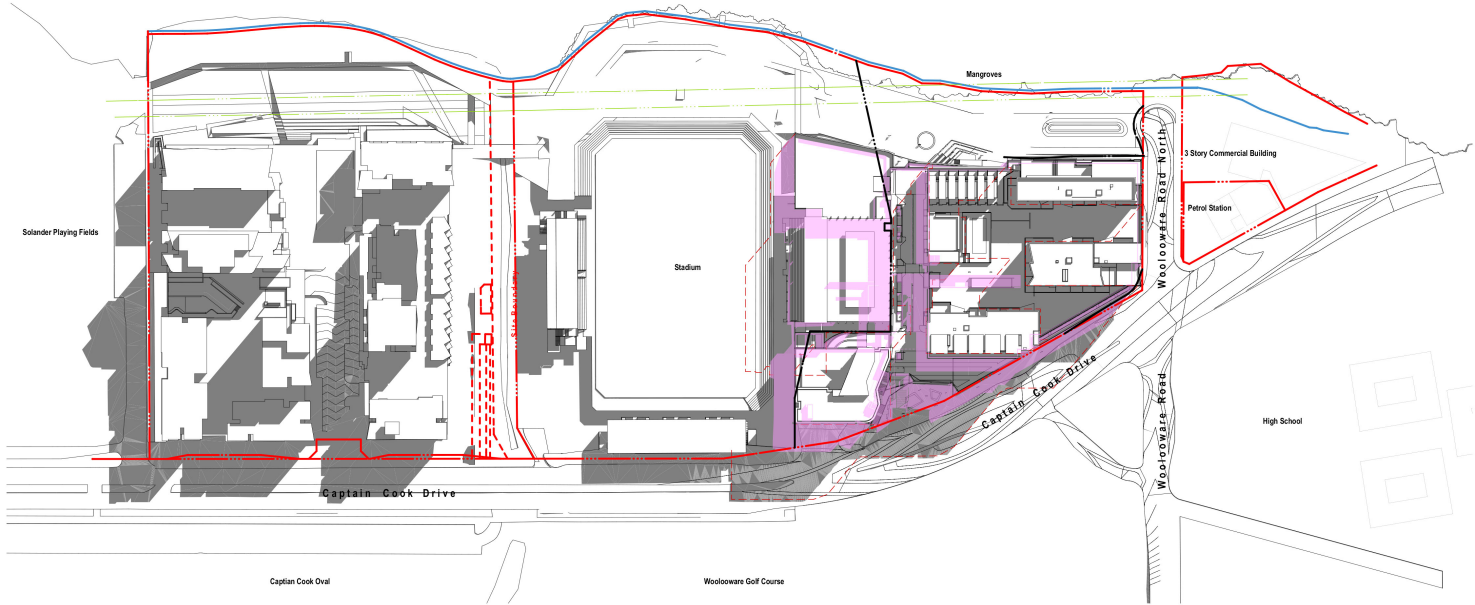 Mangroves
3 Story Commercial Building
Petrol Station
Woolooware Road North
Solander Playing Fields
Stadium
Site Boundary
Captain Cook Drive
Woolooware Road
High School
Captain Cook Drive
Captian Cook Oval
Woolooware Golf Course